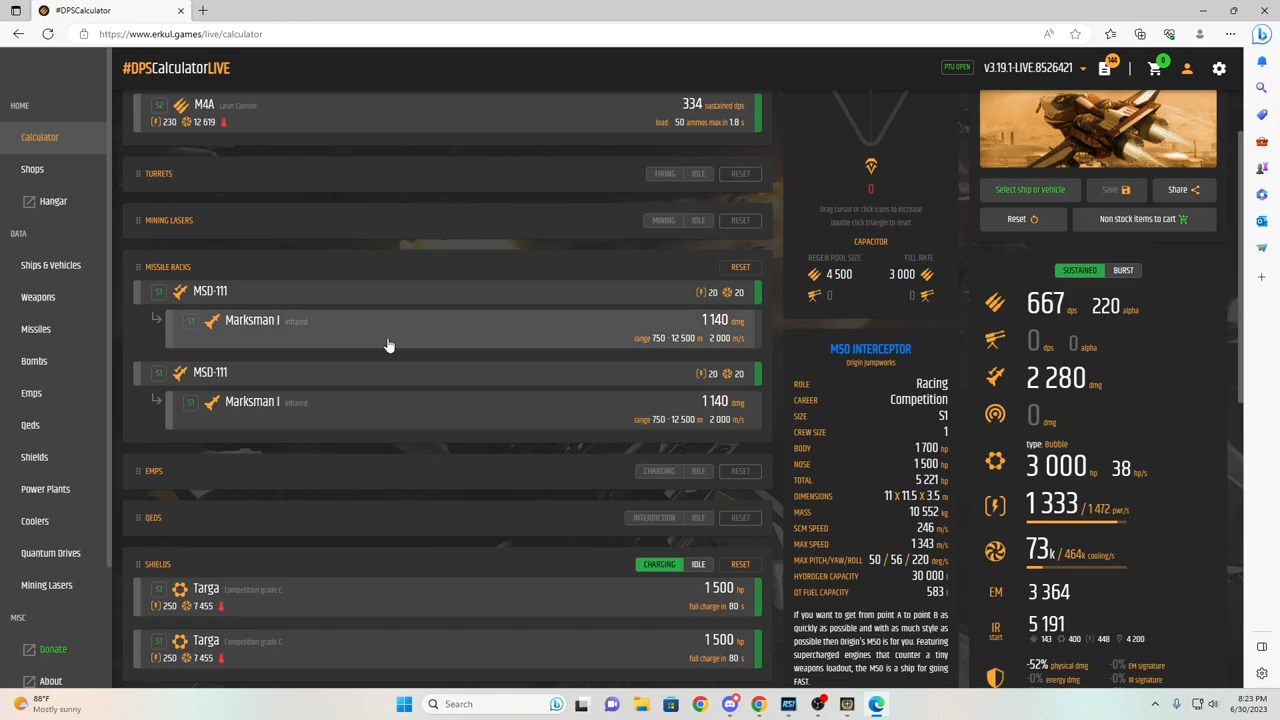 #DPSCalculator
https://www.erkul.games/live/calculator
#DPSCalculatorLIVE
PTU OPEN
v3.19.1-LIVE.8526421
144
0
HOME
Calculator
Shops
Hangar
DATA
Ships & Vehicles
Weapons
Missiles
Bombs
Emps
Qeds
Shields
Power Plants
Coolers
Quantum Drives
Mining Lasers
MISC
Donate
About
S2 M4A Laser Cannon 334 sustained dps
230 12 619 load 50 ammos max in 1.8 s
TURRETS FIRING IDLE RESET
MINING LASERS MINING IDLE RESET
MISSILE RACKS RESET
S1 MSD-111 20 20
S1 Marksman I Infrared 1 140 dmg
range 750 - 12 500 m 2 000 m/s
S1 MSD-111 20 20
S1 Marksman I Infrared 1 140 dmg
range 750 - 12 500 m 2 000 m/s
EMPS CHARGING IDLE RESET
QEDS INTERDICTION IDLE RESET
SHIELDS CHARGING IDLE RESET
S1 Targa Competition grade C 1 500 hp
250 7 455 full charge in 80 s
S1 Targa Competition grade C 1 500 hp
250 7 455 full charge in 80 s
0
Drag cursor or click icons to increase
Double click triangle to reset
CAPACITOR
REGEN POOL SIZE FILL RATE
4 500 3 000
0 0
M50 INTERCEPTOR
Origin Jumpworks
ROLE Racing
CAREER Competition
SIZE S1
CREW SIZE 1
BODY 1 700 hp
NOSE 1 500 hp
TOTAL 5 221 hp
DIMENSIONS 11 X 11.5 X 3.5 m
MASS 10 552 kg
SCM SPEED 246 m/s
MAX SPEED 1 343 m/s
MAX PITCH/YAW/ROLL 50 / 56 / 220 deg/s
HYDROGEN CAPACITY 30 000 l
QT FUEL CAPACITY 583 l
If you want to get from point A to point B as
quickly as possible and with as much style as
possible then Origin's M50 is for you. Featuring
supercharged engines that counter a tiny
weapons loadout, the M50 is a ship for going
FAST.
Select ship or vehicle Save Share
Reset Non stock items to cart
SUSTAINED BURST
667 dps 220 alpha
0 dps 0 alpha
2 280 dmg
0 dmg
type: Bubble
3 000 hp 38 hp/s
1 333 / 1 472 pwr/s
73k / 464k cooling/s
EM 3 364
IR start 5 191
143 400 448 4 200
-52% physical dmg -0% EM signature
-0% energy dmg -0% IR signature
88°F
Mostly sunny
Search
RSI
8:23 PM
6/30/2023